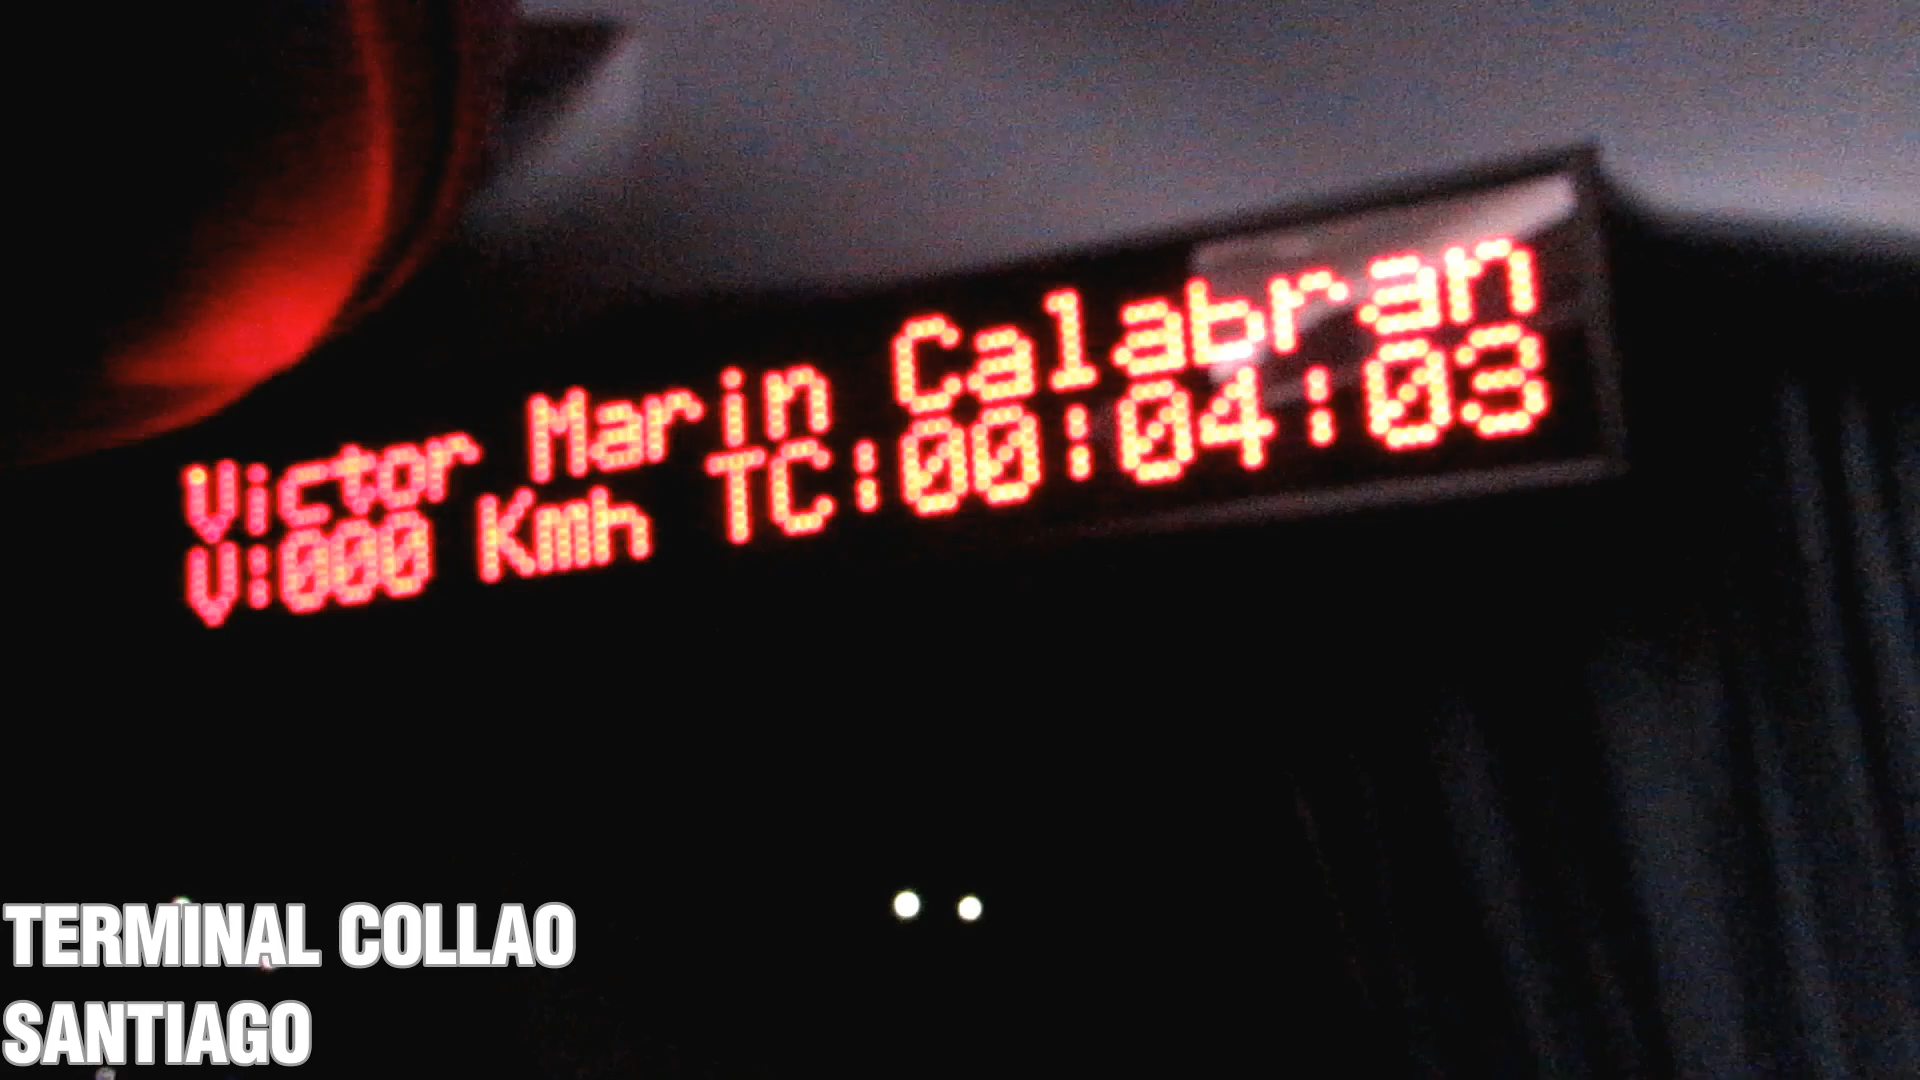 Victor Marin Calabran
V:000 Kmh TC:00:04:03
TERMINAL COLLAO
SANTIAGO